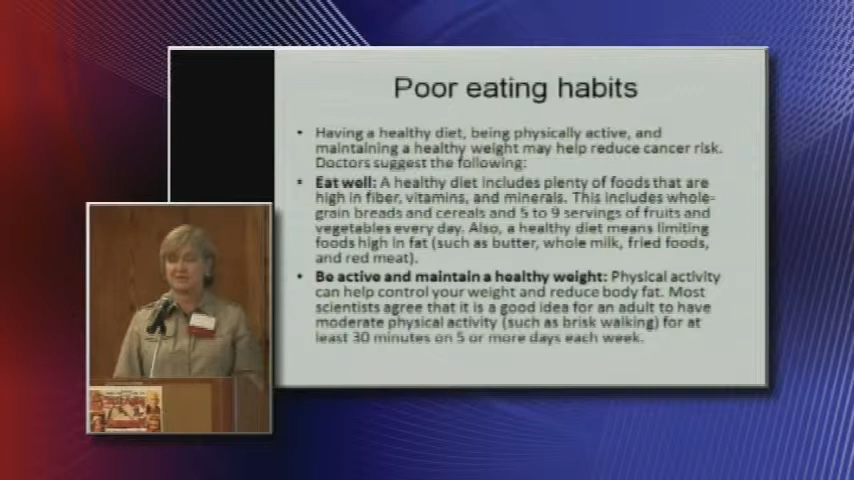 Poor eating habits
• Having a healthy diet, being physically active, and
maintaining a healthy weight may help reduce cancer risk.
Doctors suggest the following:
• Eat well: A healthy diet includes plenty of foods that are
high in fiber, vitamins, and minerals. This includes whole-
grain breads and cereals and 5 to 9 servings of fruits and
vegetables every day. Also, a healthy diet means limiting
foods high in fat (such as butter, whole milk, fried foods,
and red meat).
• Be active and maintain a healthy weight: Physical activity
can help control your weight and reduce body fat. Most
scientists agree that it is a good idea for an adult to have
moderate physical activity (such as brisk walking) for at
least 30 minutes on 5 or more days each week.